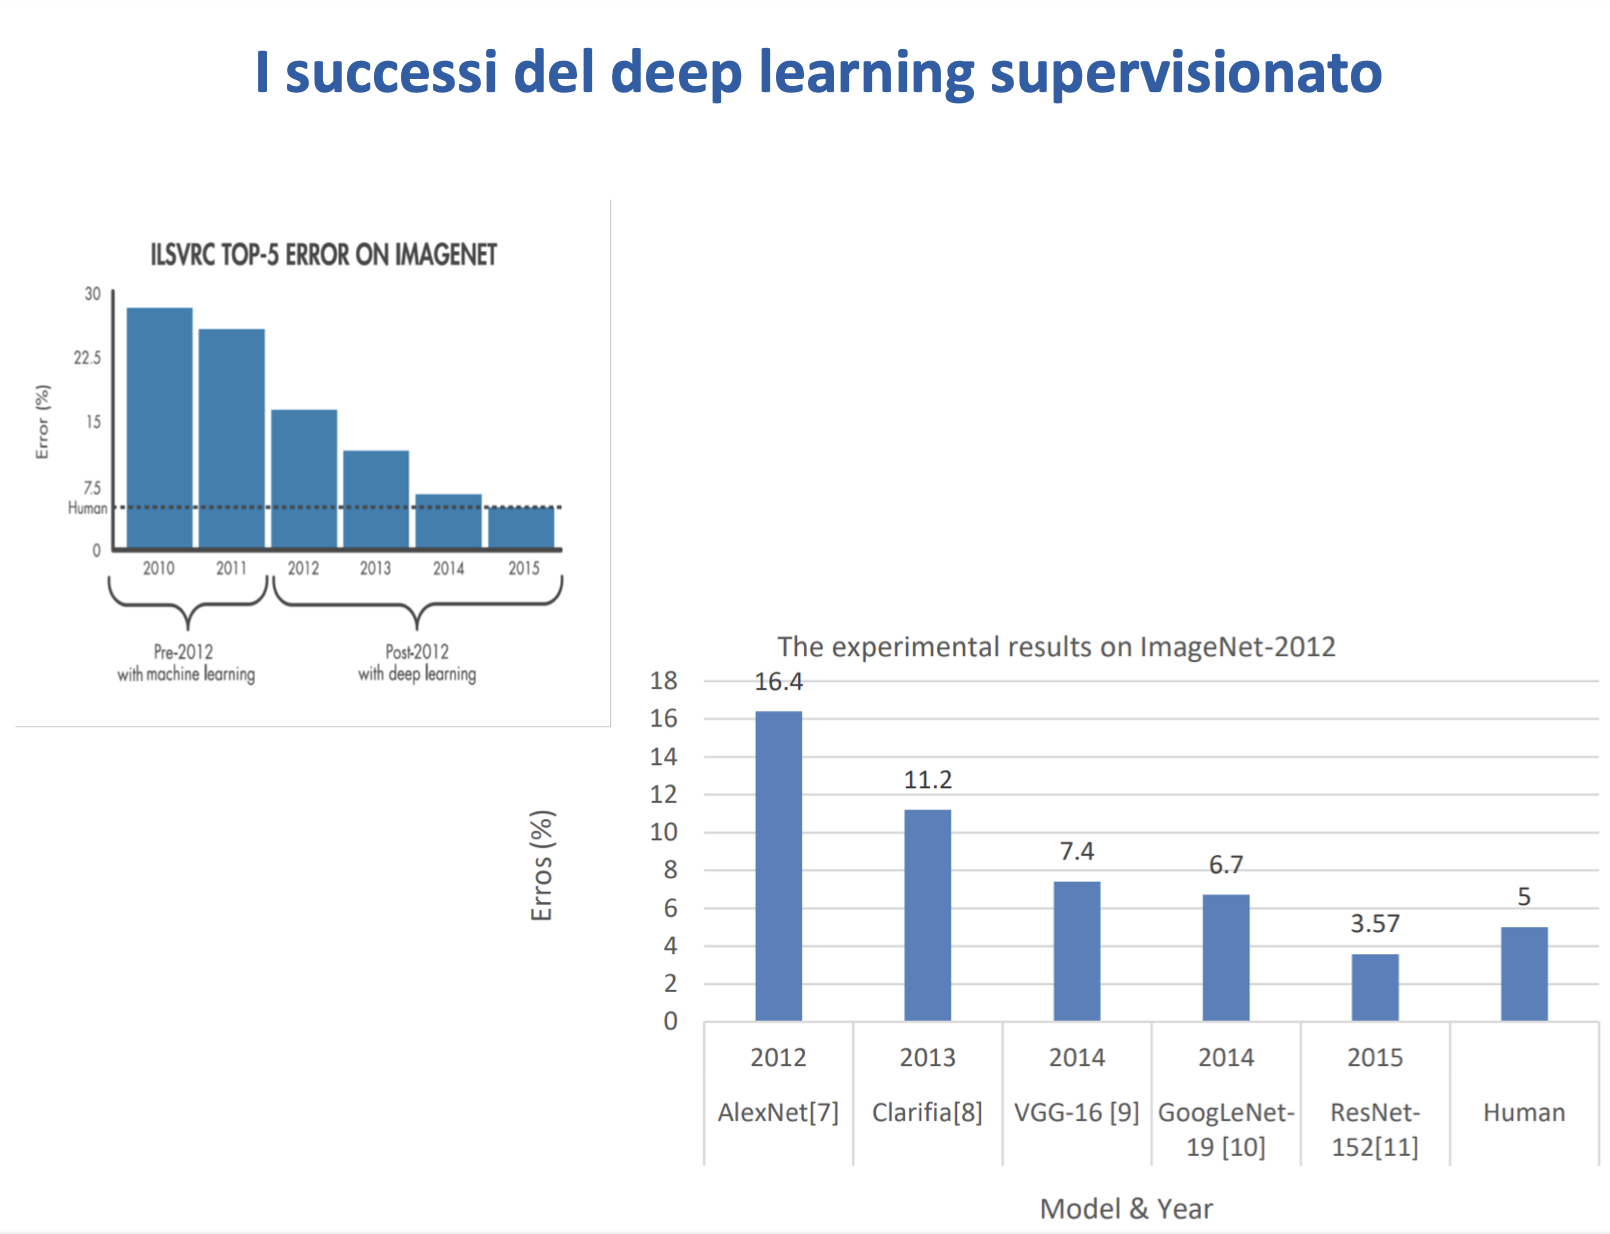 I successi del deep learning supervisionato
ILSVRC TOP-5 ERROR ON IMAGENET
30
22.5
15
7.5
Human
0
Error (%)
2010 2011 2012 2013 2014 2015
Pre-2012
with machine learning
Post-2012
with deep learning
The experimental results on ImageNet-2012
18
16
14
12
10
8
6
4
2
0
Erros (%)
16.4
11.2
7.4
6.7
3.57
5
2012 2013 2014 2014 2015
AlexNet[7] Clarifia[8] VGG-16 [9] GoogLeNet- ResNet- Human
19 [10] 152[11]
Model & Year